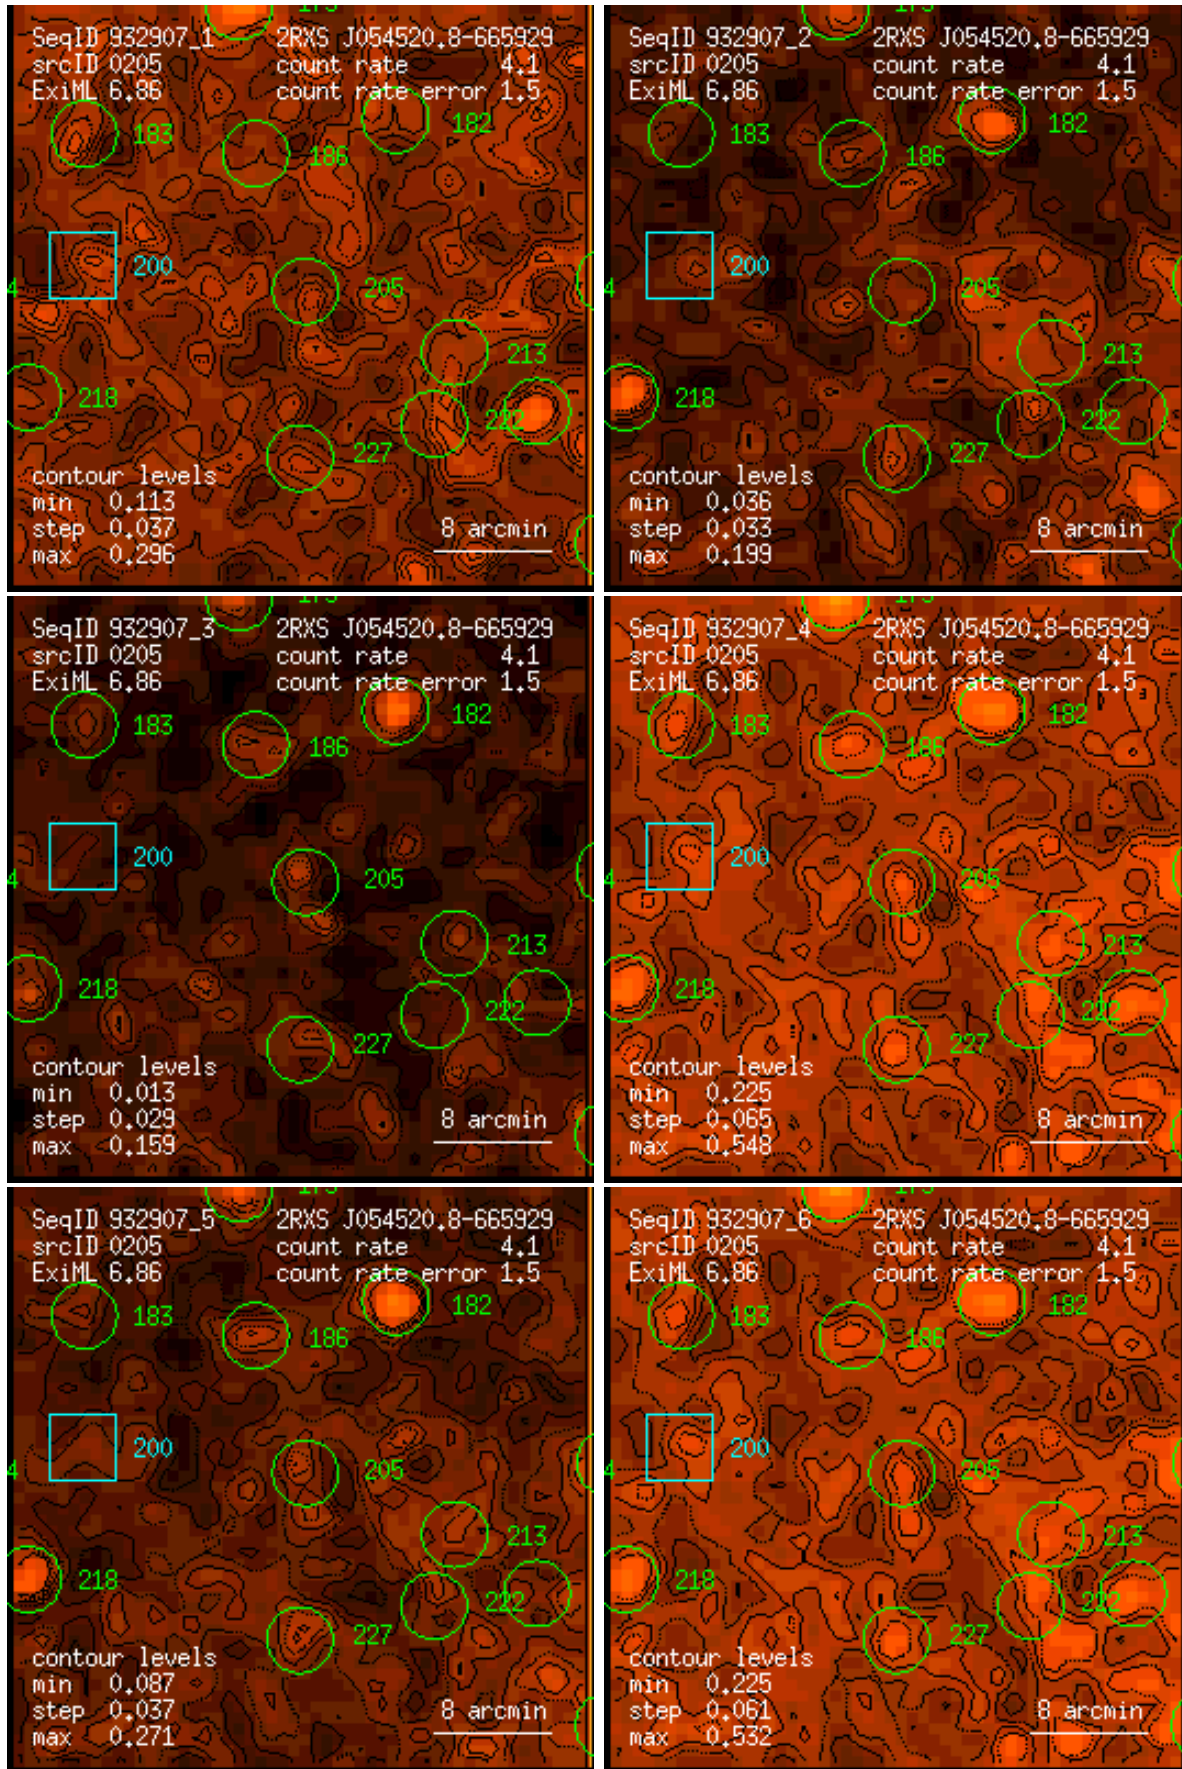 175
SeqID 932907_1 2RXS J054520.8-665929
srcID 0205 count rate 4.1
ExiML 6.86 count rate error 1.5
183 186 182
200
4 205
213
218 222
227
contour levels
min 0.113
step 0.037 8 arcmin
max 0.296
SeqID 932907_2 2RXS J054520.8-665929
srcID 0205 count rate 4.1
ExiML 6.86 count rate error 1.5
183 186 182
200
4 205
213
218 222
227
contour levels
min 0.036
step 0.033 8 arcmin
max 0.199
SeqID 932907_3 2RXS J054520.8-665929
srcID 0205 count rate 4.1
ExiML 6.86 count rate error 1.5
183 186 182
200
4 205
213
218 222
227
contour levels
min 0.013
step 0.029 8 arcmin
max 0.159
SeqID 932907_4 2RXS J054520.8-665929
srcID 0205 count rate 4.1
ExiML 6.86 count rate error 1.5
183 186 182
200
4 205
213
218 222
227
contour levels
min 0.225
step 0.065 8 arcmin
max 0.548
SeqID 932907_5 2RXS J054520.8-665929
srcID 0205 count rate 4.1
ExiML 6.86 count rate error 1.5
183 186 182
200
4 205
213
218 222
227
contour levels
min 0.087
step 0.037 8 arcmin
max 0.271
SeqID 932907_6 2RXS J054520.8-665929
srcID 0205 count rate 4.1
ExiML 6.86 count rate error 1.5
183 186 182
200
4 205
213
218 222
227
contour levels
min 0.225
step 0.061 8 arcmin
max 0.532